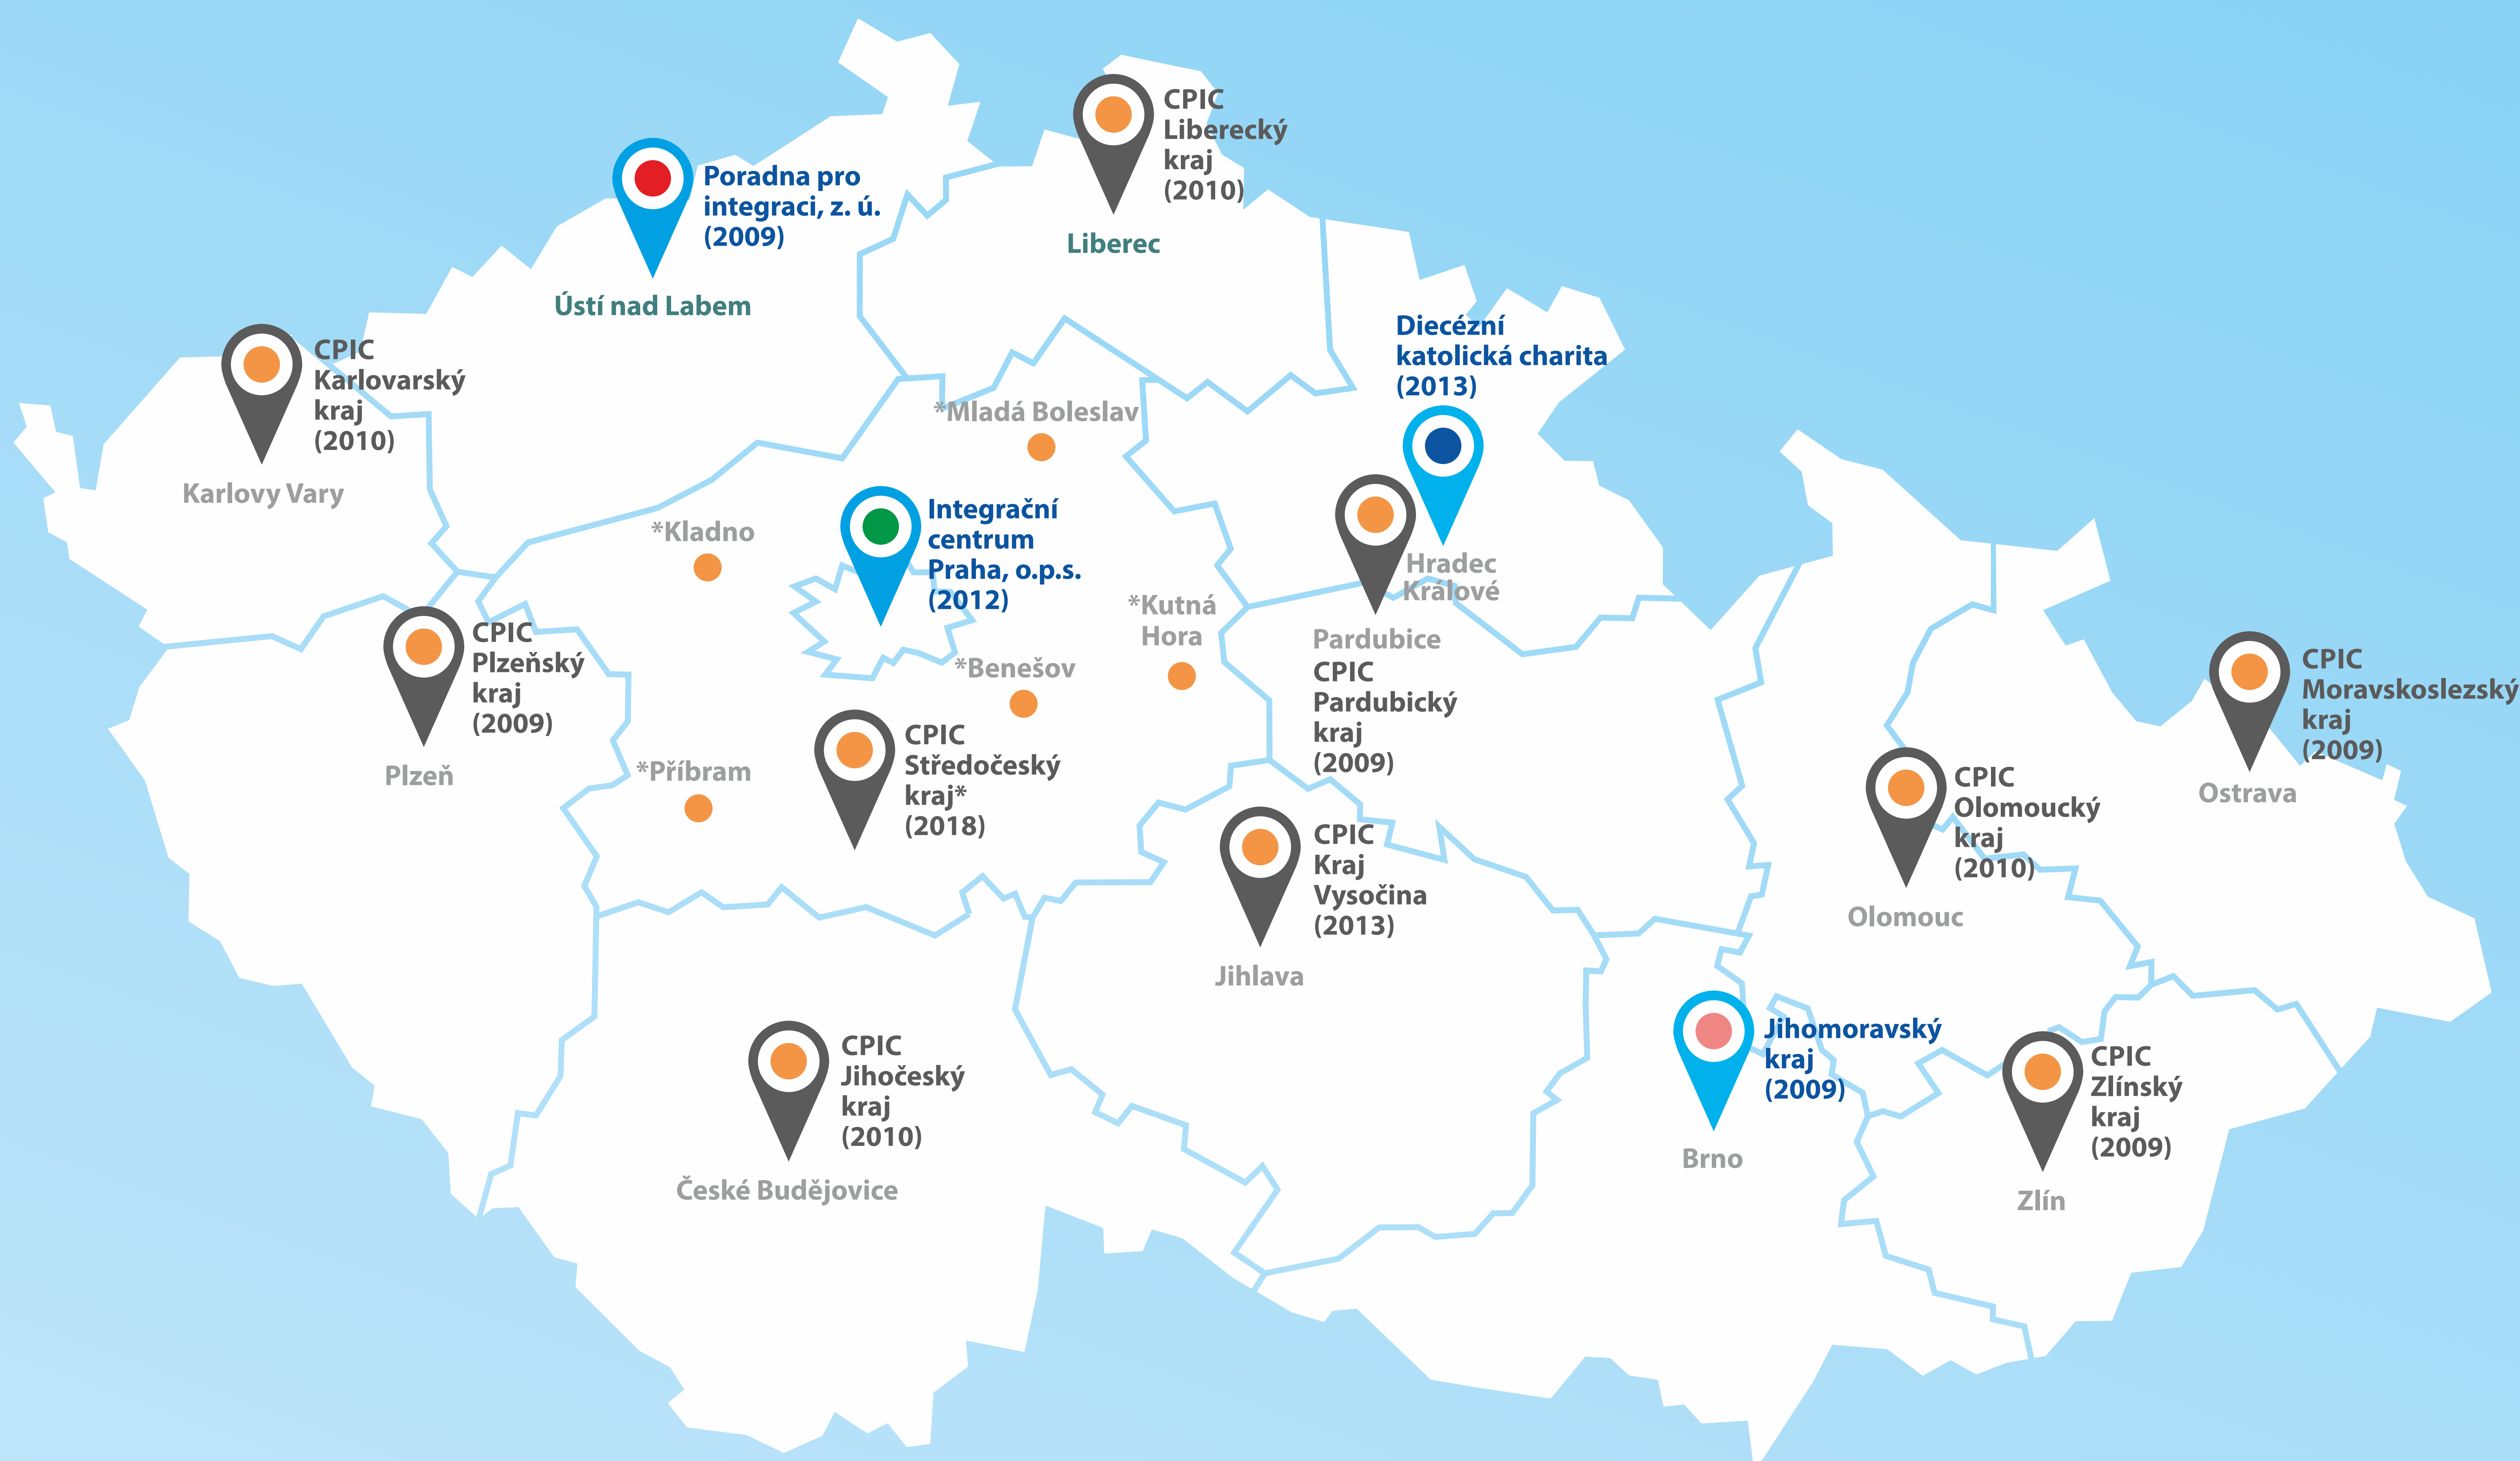 CPIC
Liberecký
kraj
(2010)
Liberec
Poradna pro
integraci, z. ú.
(2009)
Ústí nad Labem
Diecézní
katolická charita
(2013)
Hradec
Králové
CPIC
Karlovarský
kraj
(2010)
Karlovy Vary
*Mladá Boleslav
*Kladno
Integrační
centrum
Praha, o.p.s.
(2012)
*Kutná
Hora
*Benešov
Pardubice
CPIC
Pardubický
kraj
(2009)
CPIC
Plzeňský
kraj
(2009)
Plzeň
*Příbram
CPIC
Středočeský
kraj*
(2018)
CPIC
Moravskoslezský
kraj
(2009)
Ostrava
CPIC
Olomoucký
kraj
(2010)
Olomouc
CPIC
Kraj
Vysočina
(2013)
Jihlava
CPIC
Jihočeský
kraj
(2010)
České Budějovice
Jihomoravský
kraj
(2009)
Brno
CPIC
Zlínský
kraj
(2009)
Zlín